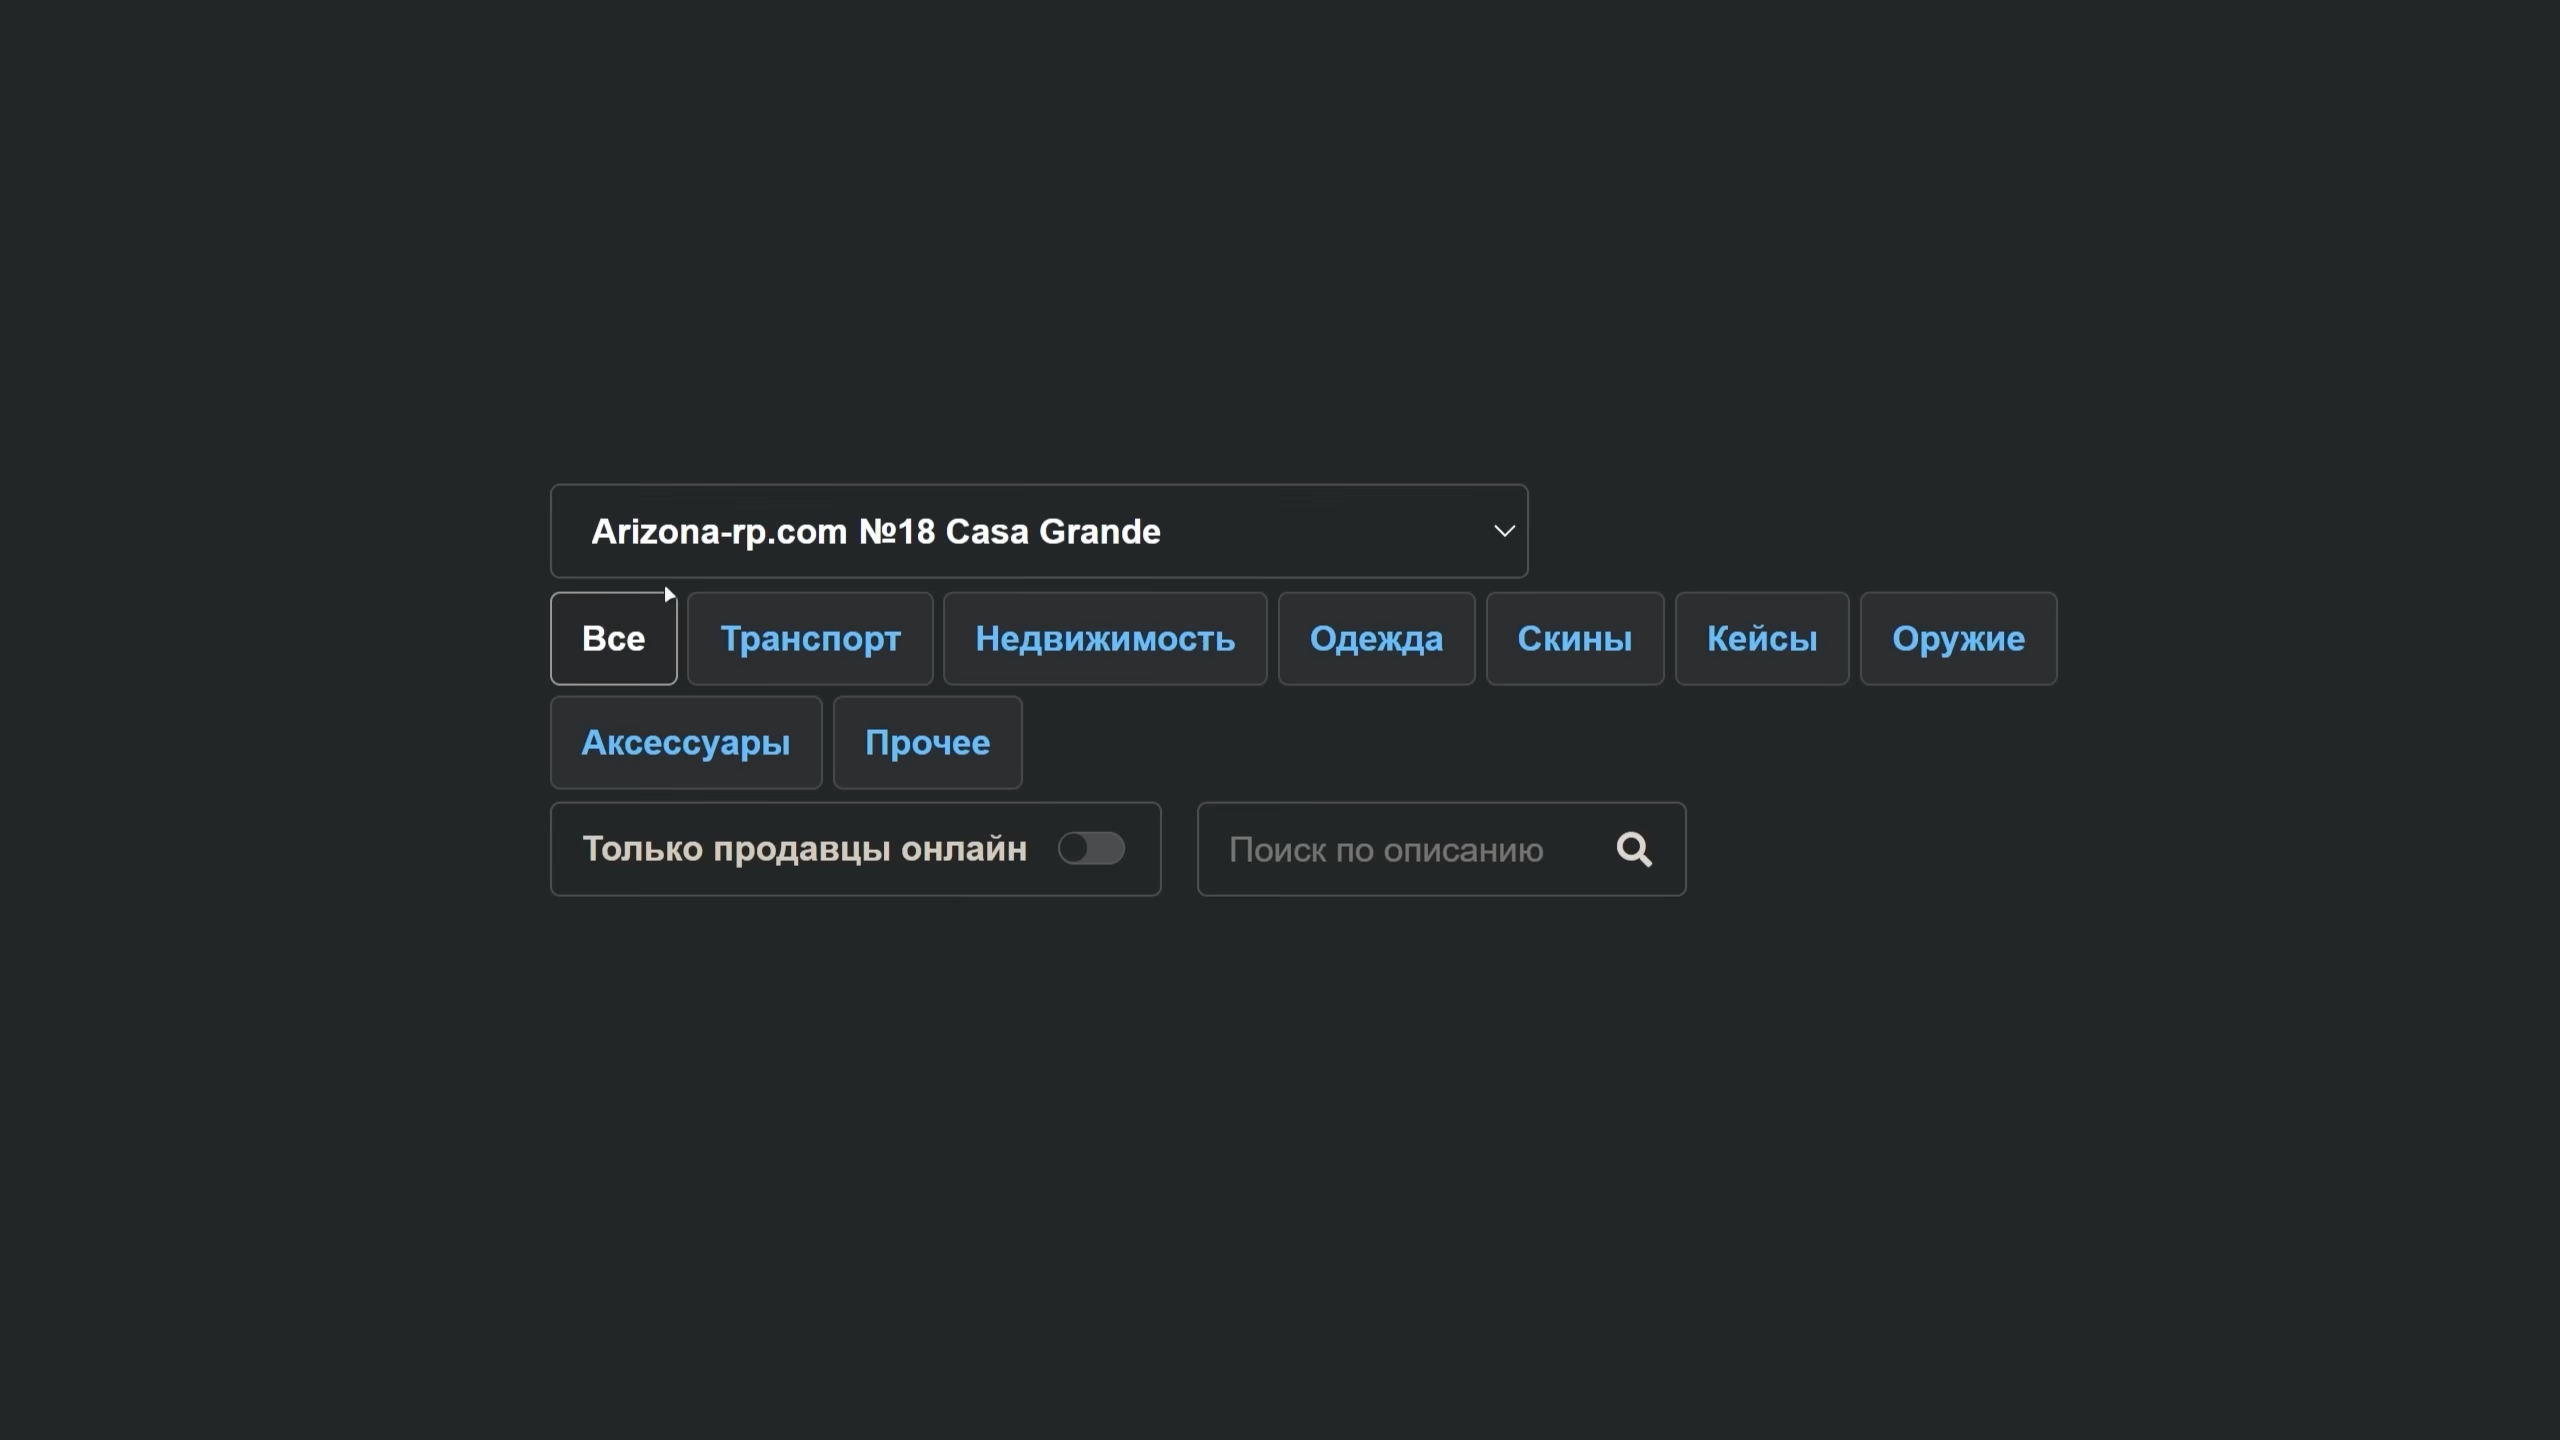 Arizona-rp.com №18 Casa Grande
Все Транспорт Недвижимость Одежда Скины Кейсы Оружие
Аксессуары Прочее
Только продавцы онлайн Поиск по описанию